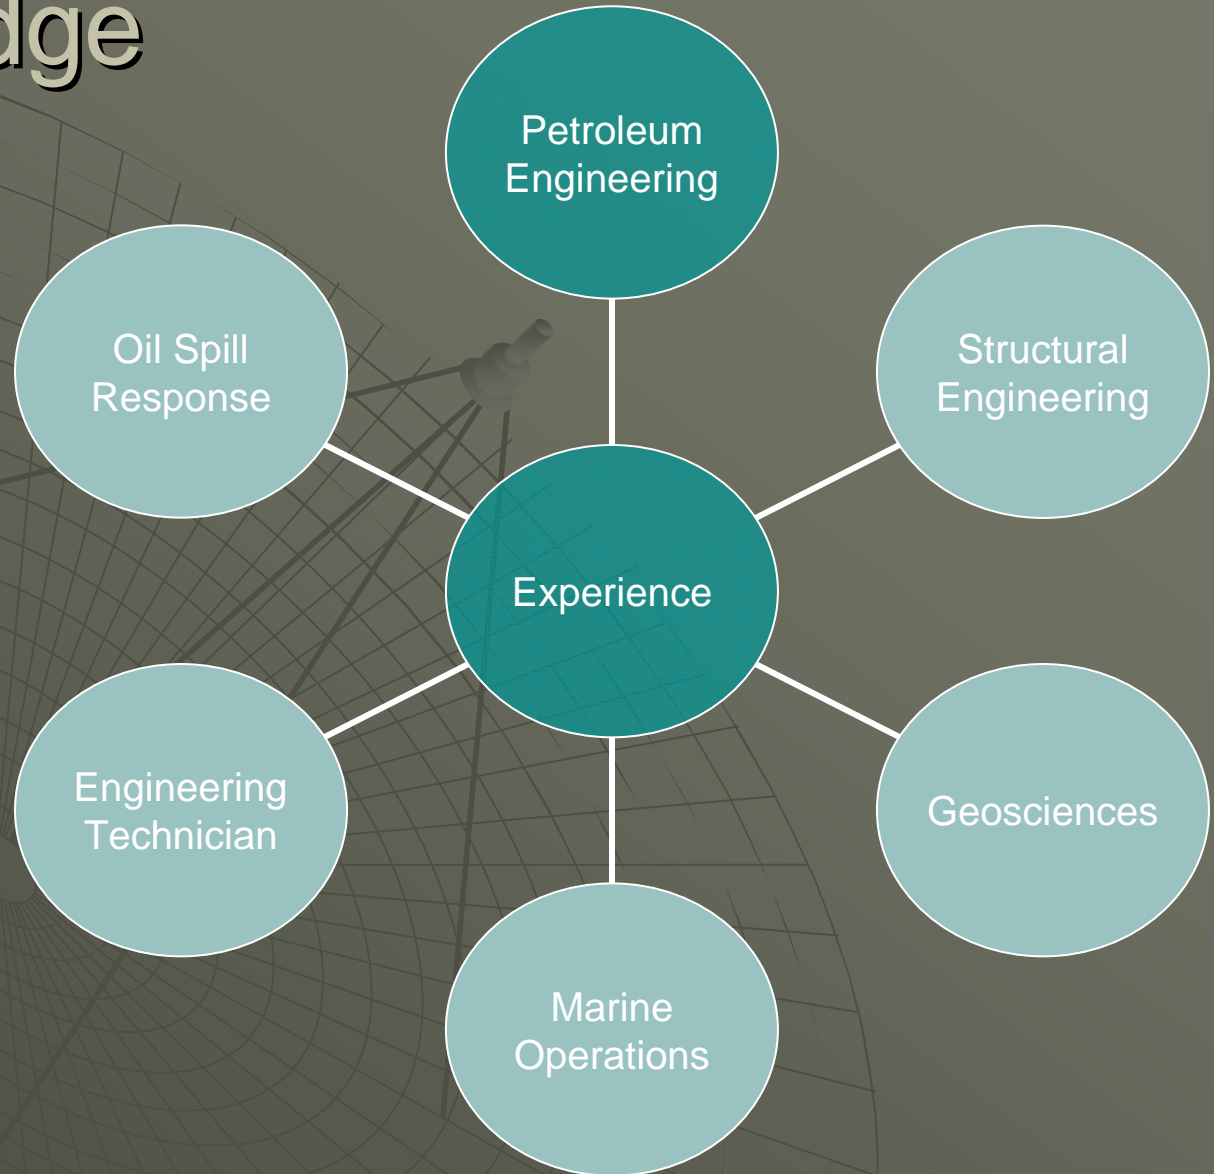 dge
Petroleum
Engineering
Oil Spill
Response
Structural
Engineering
Experience
Engineering
Technician
Geosciences
Marine
Operations